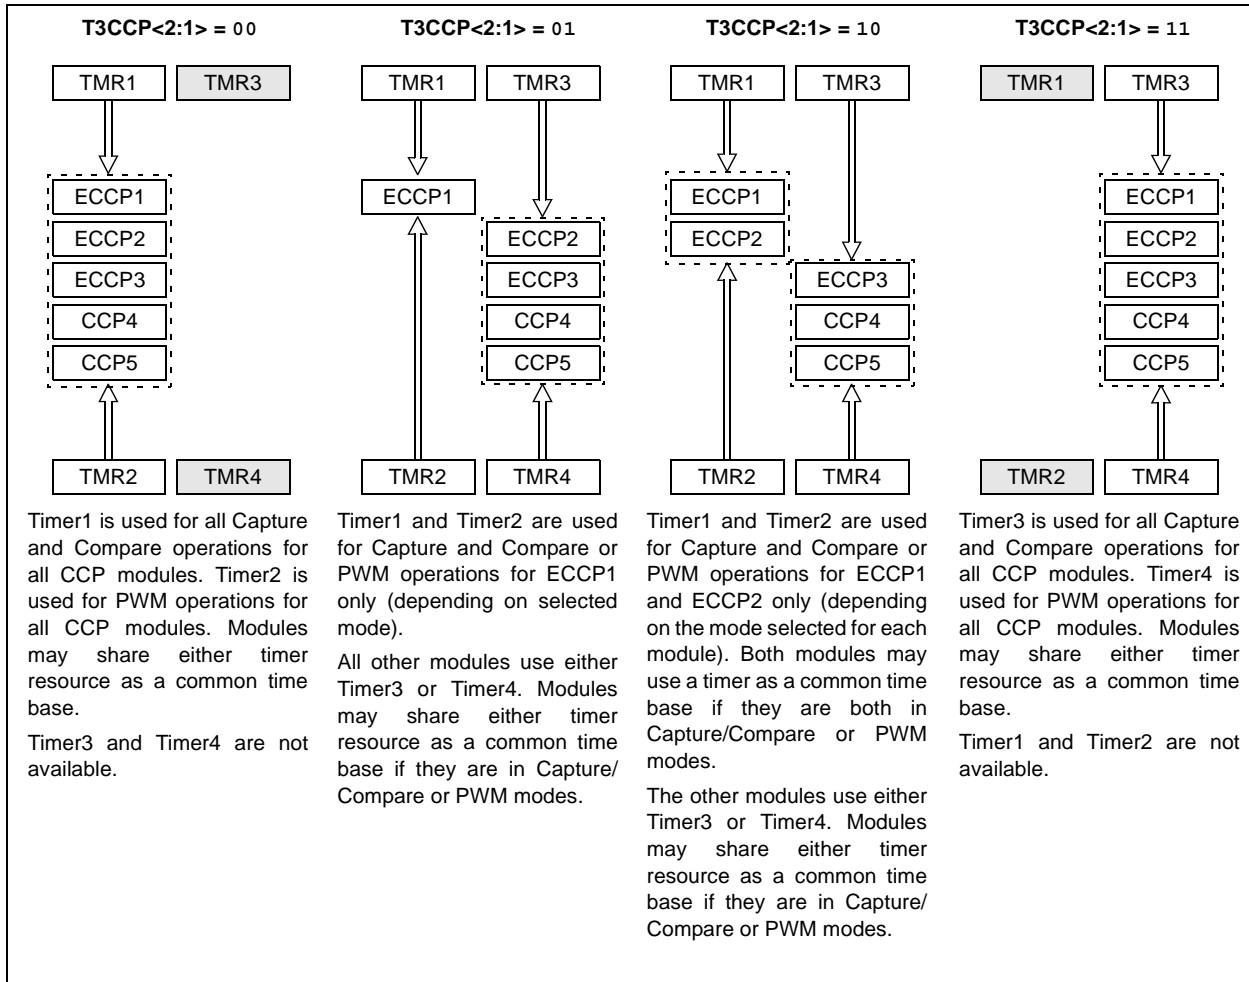 T3CCP<2:1> = 00
TMR1 TMR3
ECCP1
ECCP2
ECCP3
CCP4
CCP5
TMR2 TMR4
Timer1 is used for all Capture
and Compare operations for
all CCP modules. Timer2 is
used for PWM operations for
all CCP modules. Modules
may share either timer
resource as a common time
base.
Timer3 and Timer4 are not
available.
T3CCP<2:1> = 01
TMR1 TMR3
ECCP1
ECCP2
ECCP3
CCP4
CCP5
TMR2 TMR4
Timer1 and Timer2 are used
for Capture and Compare or
PWM operations for ECCP1
only (depending on selected
mode).
All other modules use either
Timer3 or Timer4. Modules
may share either timer
resource as a common time
base if they are in Capture/
Compare or PWM modes.
T3CCP<2:1> = 10
TMR1 TMR3
ECCP1
ECCP2
ECCP3
CCP4
CCP5
TMR2 TMR4
Timer1 and Timer2 are used
for Capture and Compare or
PWM operations for ECCP1
and ECCP2 only (depending
on the mode selected for each
module). Both modules may
use a timer as a common time
base if they are both in
Capture/Compare or PWM
modes.
The other modules use either
Timer3 or Timer4. Modules
may share either timer
resource as a common time
base if they are in Capture/
Compare or PWM modes.
T3CCP<2:1> = 11
TMR1 TMR3
ECCP1
ECCP2
ECCP3
CCP4
CCP5
TMR2 TMR4
Timer3 is used for all Capture
and Compare operations for
all CCP modules. Timer4 is
used for PWM operations for
all CCP modules. Modules
may share either timer
resource as a common time
base.
Timer1 and Timer2 are not
available.